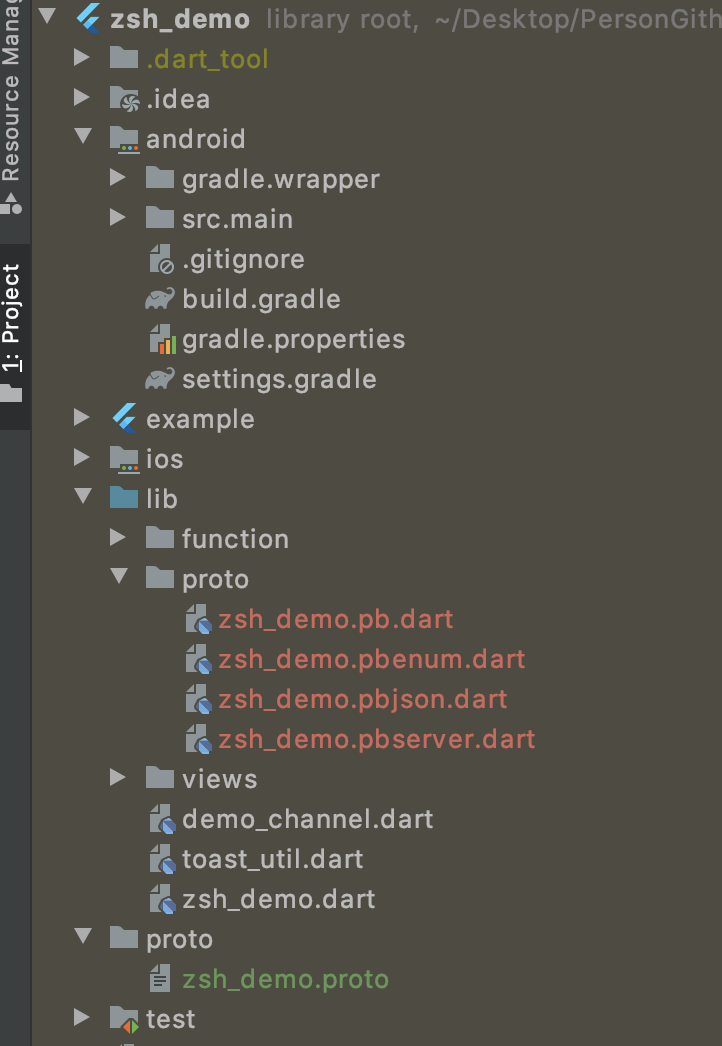 zsh_demo library root, ~/Desktop/PersonGith
.dart_tool
.idea
android
gradle.wrapper
src.main
.gitignore
build.gradle
gradle.properties
settings.gradle
example
ios
lib
function
proto
zsh_demo.pb.dart
zsh_demo.pbenum.dart
zsh_demo.pbjson.dart
zsh_demo.pbserver.dart
views
demo_channel.dart
toast_util.dart
zsh_demo.dart
proto
zsh_demo.proto
test
Resource Manag
1: Project